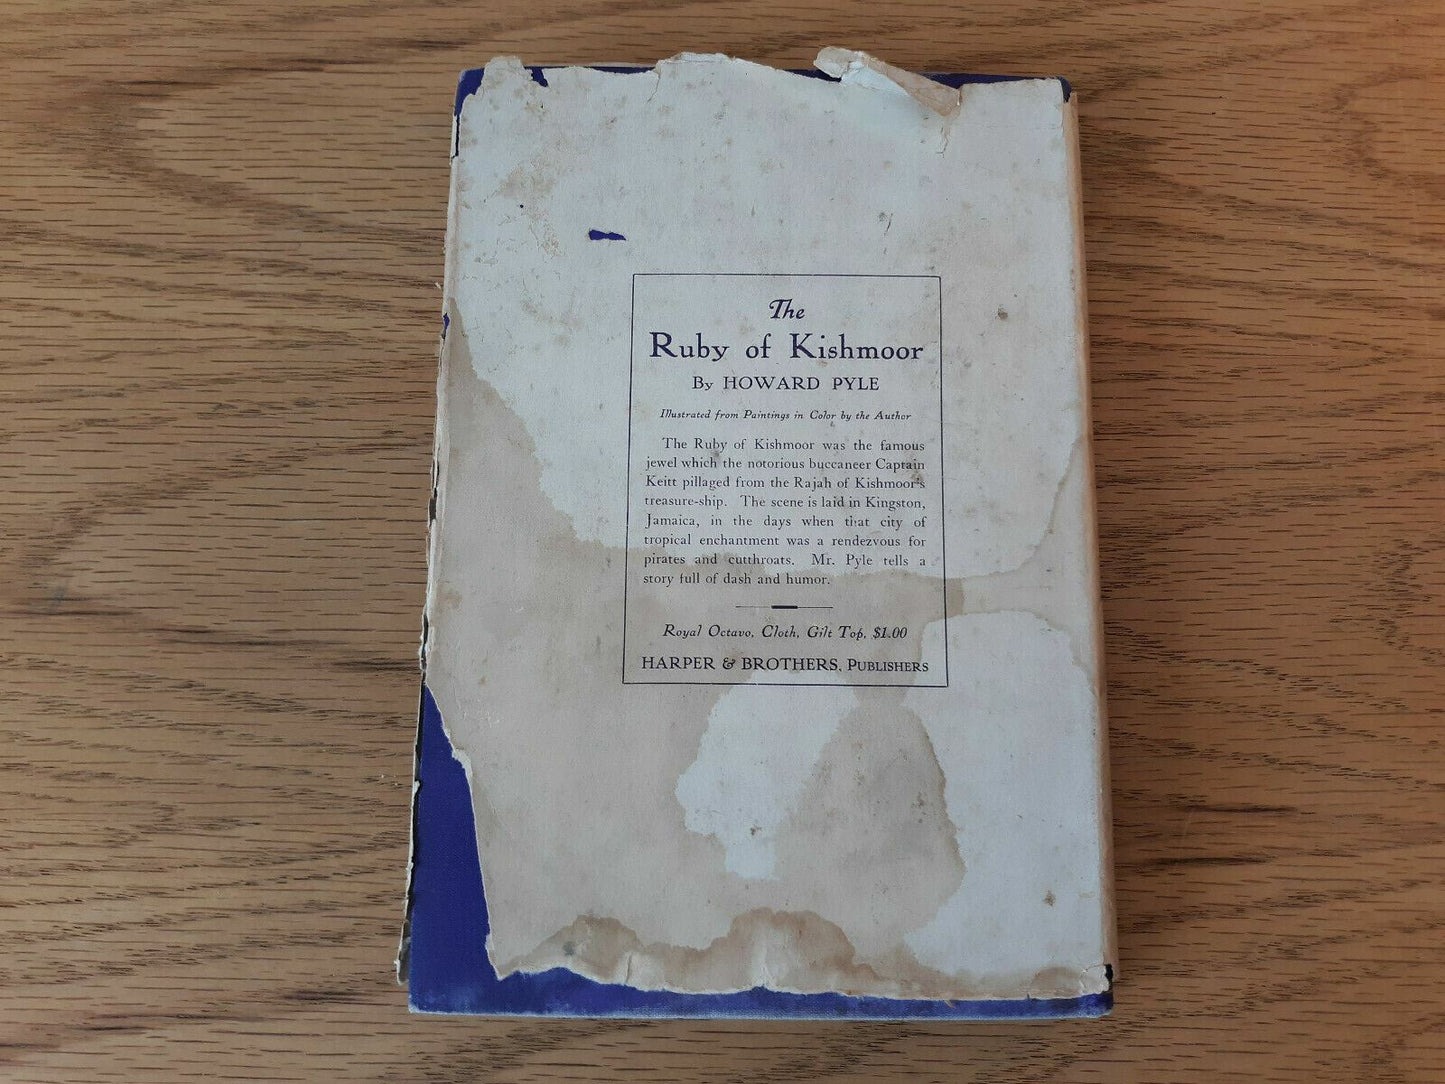 The
Ruby of Kishmoor
By HOWARD PYLE
Illustrated from Paintings in Color by the Author
The Ruby of Kishmoor was the famous
jewel which the notorious buccaneer Captain
Keitt pillaged from the Rajah of Kishmoor's
treasure-ship. The scene is laid in Kingston,
Jamaica, in the days when that city of
tropical enchantment was a rendezvous for
pirates and cutthroats. Mr. Pyle tells a
story full of dash and humor.
Royal Octavo, Cloth, Gilt Top, $1.00
HARPER & BROTHERS, PUBLISHERS